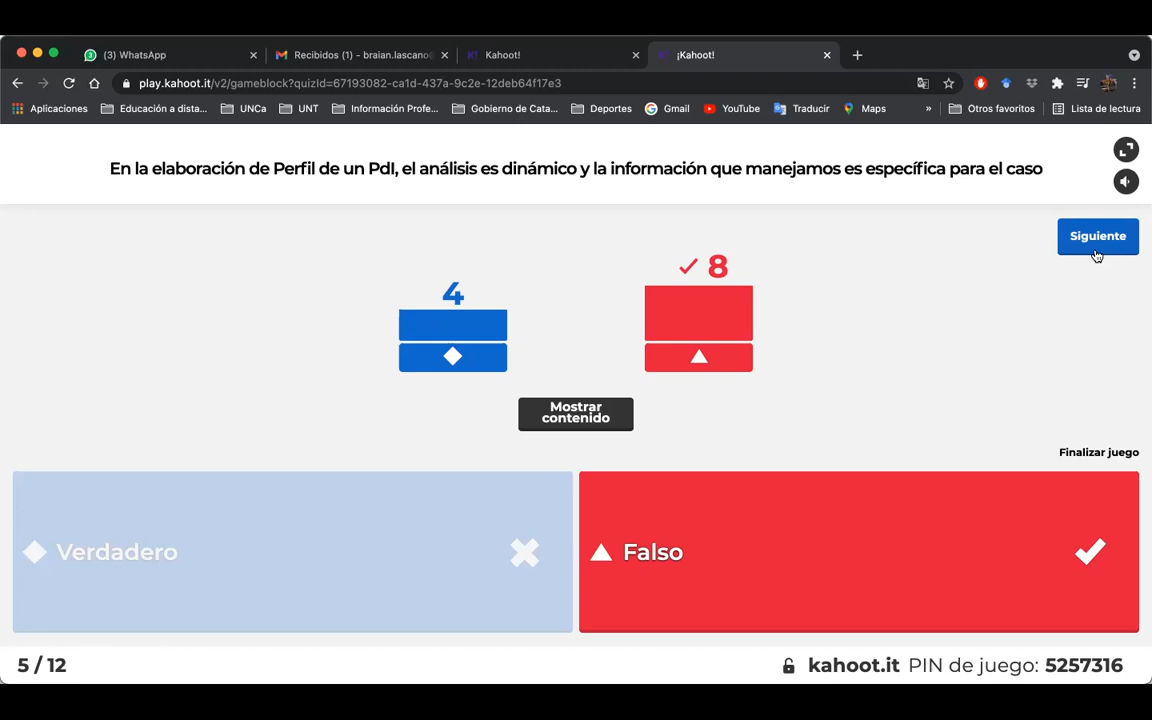 (3) WhatsApp
Recibidos (1) – braian.lascano
Kahoot!
¡Kahoot!
play.kahoot.it/v2/gameblock?quizId=67193082-ca1d-437a-9c2e-12deb64f17e3
Aplicaciones
Educación a dista...
UNCa
UNT
Información Profe...
Gobierno de Cata...
Deportes
Gmail
YouTube
Traducir
Maps
»
Otros favoritos
Lista de lectura
En la elaboración de Perfil de un PdI, el análisis es dinámico y la información que manejamos es específica para el caso
Siguiente
4
8
Mostrar
contenido
Finalizar juego
Verdadero
Falso
5 / 12
kahoot.it PIN de juego: 5257316